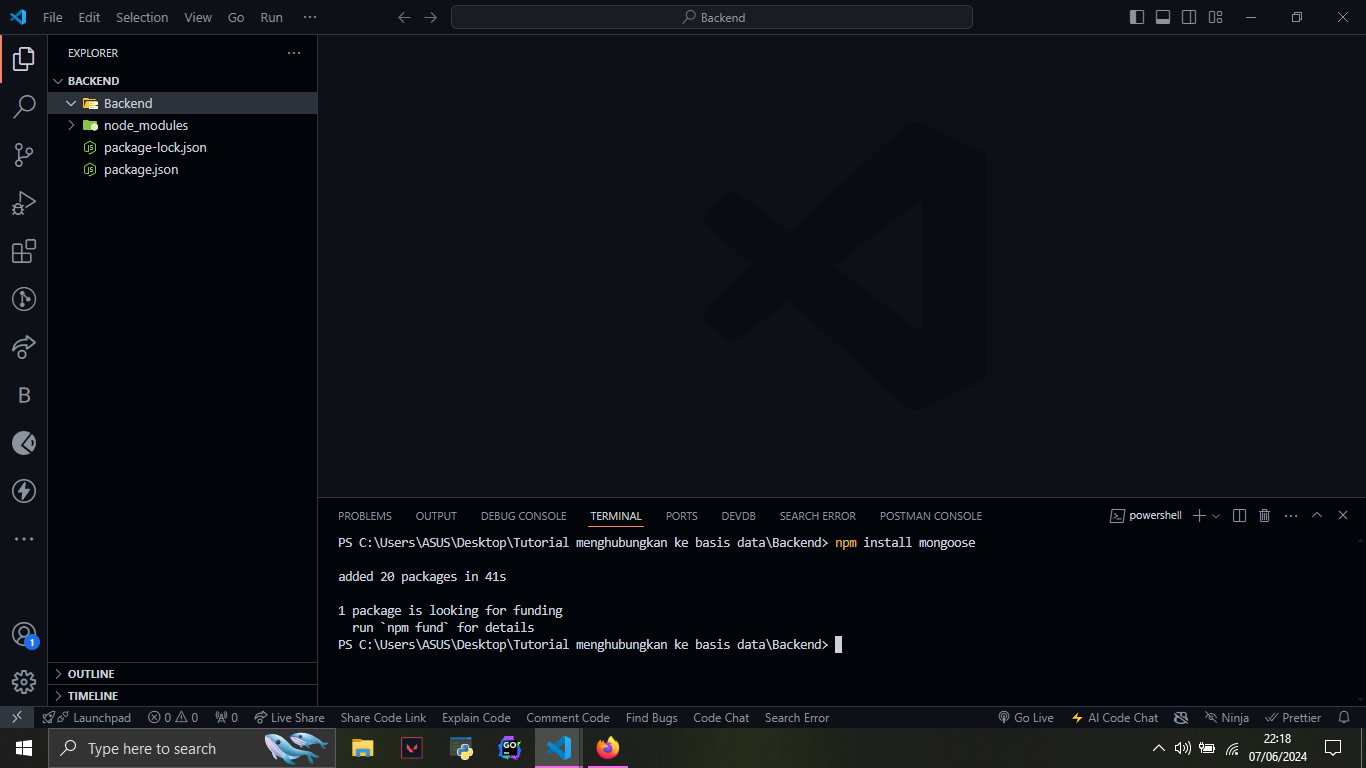 File Edit Selection View Go Run ···
Backend
EXPLORER
BACKEND
Backend
node_modules
package-lock.json
package.json
OUTLINE
TIMELINE
B
1
PROBLEMS OUTPUT DEBUG CONSOLE TERMINAL PORTS DEVDB SEARCH ERROR POSTMAN CONSOLE
powershell
PS C:\Users\ASUS\Desktop\Tutorial menghubungkan ke basis data\Backend> npm install mongoose
added 20 packages in 41s
1 package is looking for funding
run `npm fund` for details
PS C:\Users\ASUS\Desktop\Tutorial menghubungkan ke basis data\Backend>
Launchpad 0 0 0 Live Share Share Code Link Explain Code Comment Code Find Bugs Code Chat Search Error Go Live AI Code Chat Ninja Prettier
Type here to search
GO
22:18
07/06/2024